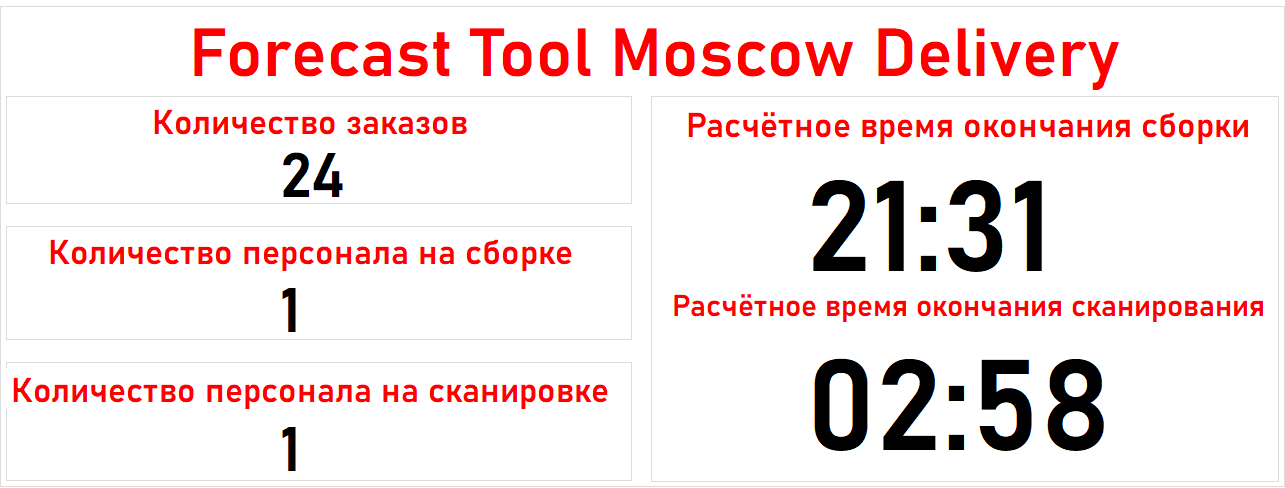 Forecast Tool Moscow Delivery
Количество заказов
24
Количество персонала на сборке
1
Количество персонала на сканировке
1
Расчётное время окончания сборки
21:31
Расчётное время окончания сканирования
02:58